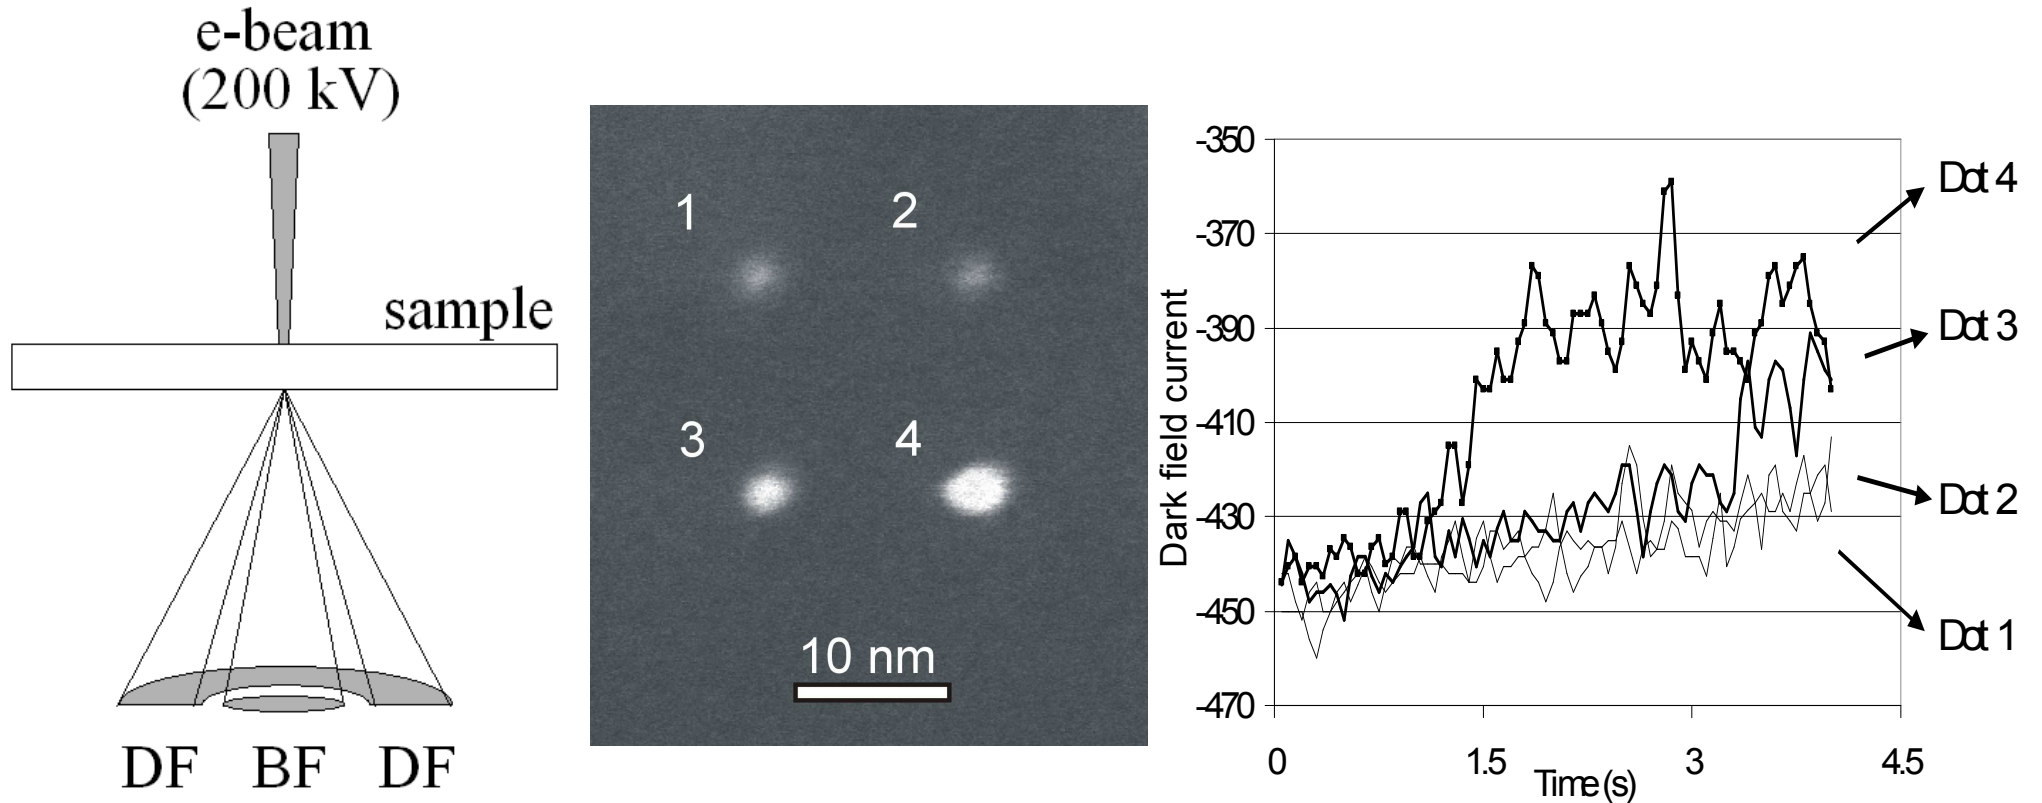 e-beam
(200 kV)
sample
DF BF DF
1 2
3 4
10 nm
-350
-370
-390
-410
-430
-450
-470
Dark field current
0 1.5 3 4.5
Time (s)
Dot 4
Dot 3
Dot 2
Dot 1